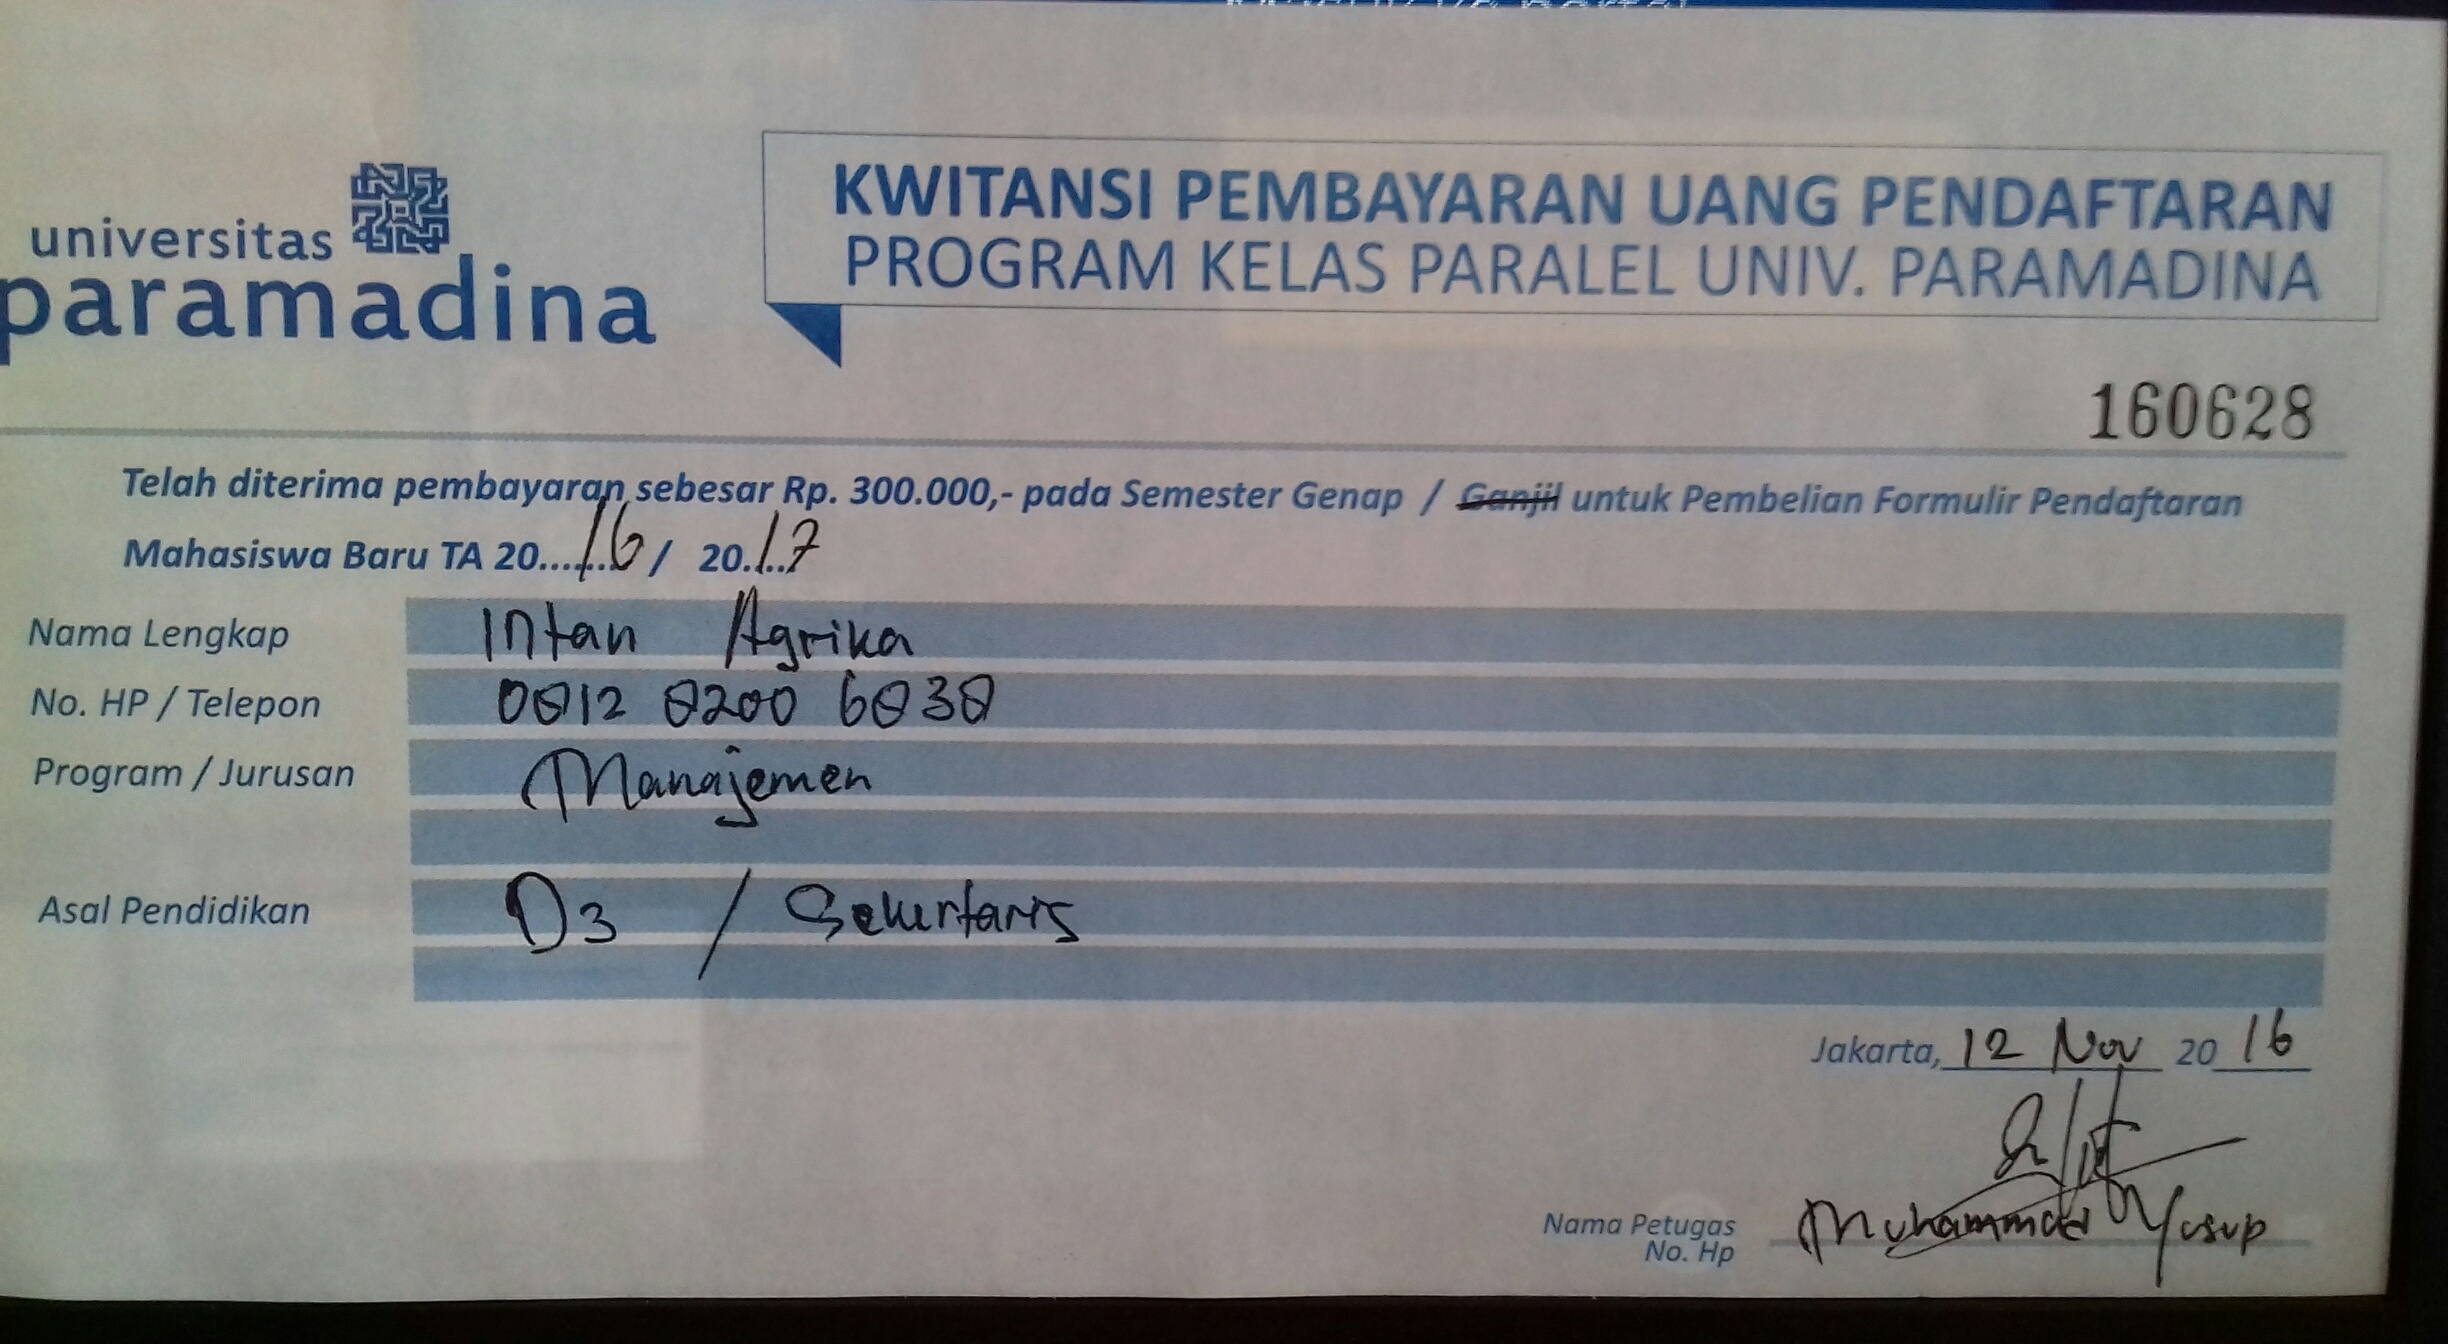 universitas
paramadina
KWITANSI PEMBAYARAN UANG PENDAFTARAN
PROGRAM KELAS PARALEL UNIV. PARAMADINA
160628
Telah diterima pembayaran sebesar Rp. 300.000,- pada Semester Genap / Ganjil untuk Pembelian Formulir Pendaftaran
Mahasiswa Baru TA 20.....16/ 20.17
Nama Lengkap Intan Agrika
No. HP / Telepon 0812 8200 6838
Program / Jurusan Manajemen
Asal Pendidikan D3 / Sekertaris
Jakarta, 12 Nov 20 16
Nama Petugas Muhammad Yusup
No. Hp